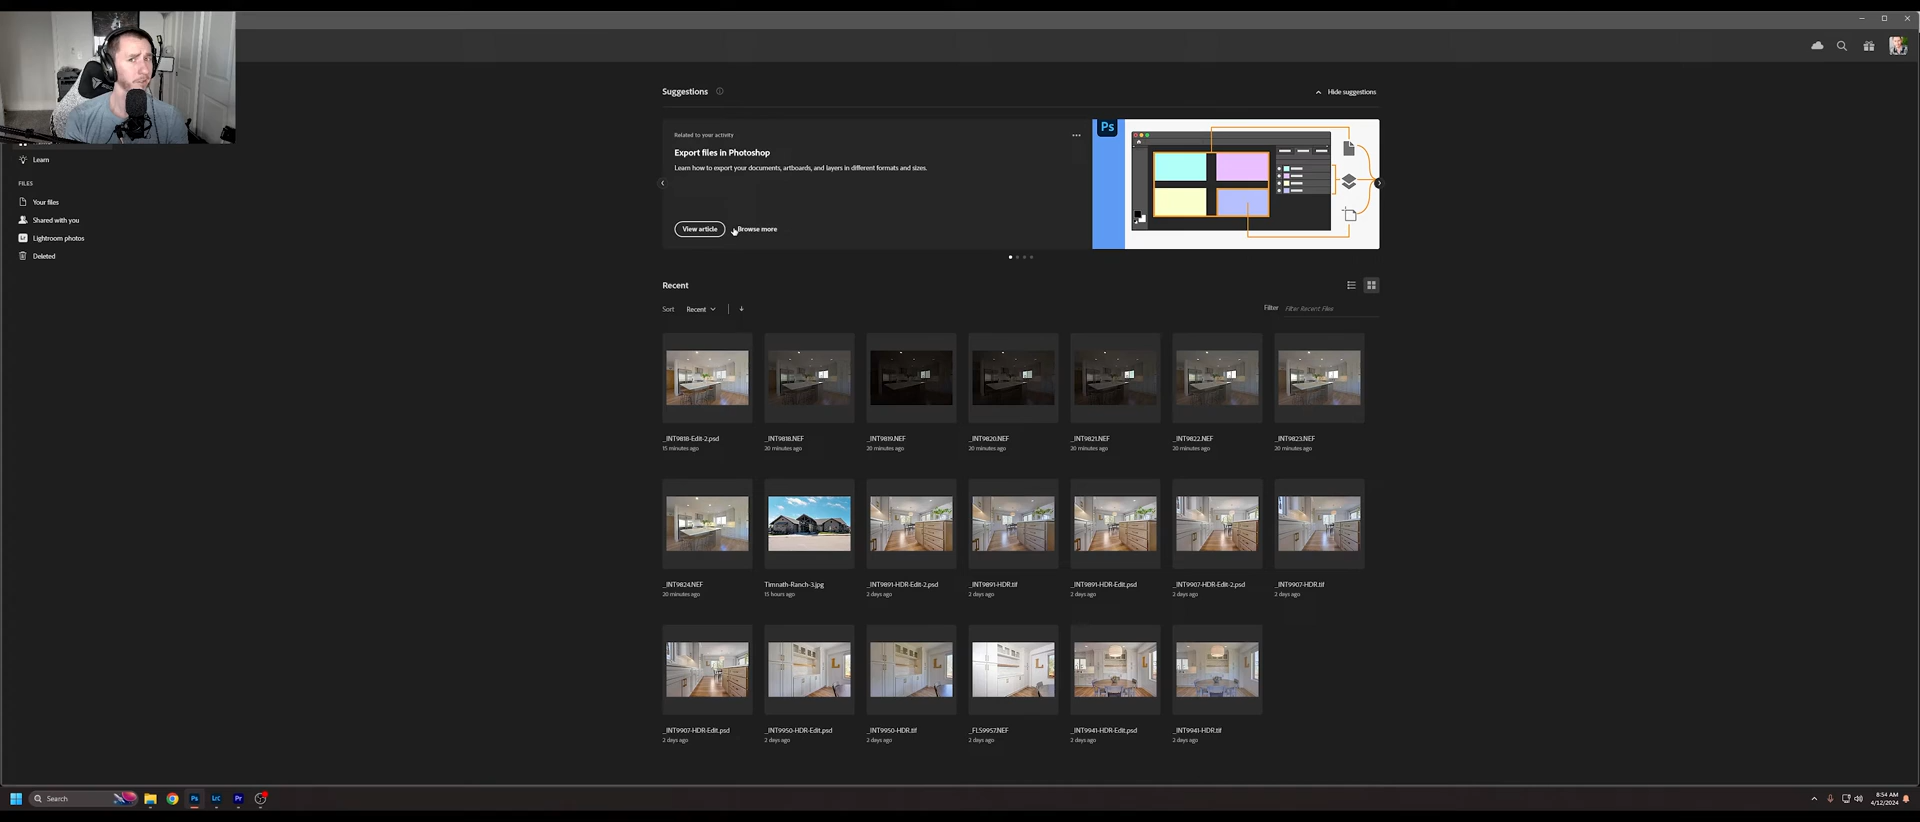 Learn
FILES
Your files
Shared with you
Lr Lightroom photos
Deleted
Suggestions
Hide suggestions
Related to your activity
Export files in Photoshop
Learn how to export your documents, artboards, and layers in different formats and sizes.
View article Browse more
Ps
Recent
Sort Recent
Filter Filter Recent Files
_INT9818-Edit-2.psd _INT9818.NEF _INT9819.NEF _INT9820.NEF _INT9821.NEF _INT9822.NEF _INT9823.NEF
15 minutes ago 20 minutes ago 20 minutes ago 20 minutes ago 20 minutes ago 20 minutes ago 20 minutes ago
_INT9824.NEF Timnath-Ranch-3.jpg _INT9891-HDR-Edit-2.psd _INT9891-HDR.tif _INT9891-HDR-Edit.psd _INT9907-HDR-Edit-2.psd _INT9907-HDR.tif
20 minutes ago 15 hours ago 2 days ago 2 days ago 2 days ago 2 days ago 2 days ago
_INT9907-HDR-Edit.psd _INT9950-HDR-Edit.psd _INT9950-HDR.tif _FLS9957.NEF _INT9941-HDR-Edit.psd _INT9941-HDR.tif
2 days ago 2 days ago 2 days ago 2 days ago 2 days ago 2 days ago
Search Ps Lrc Pr
8:54 AM
4/12/2024